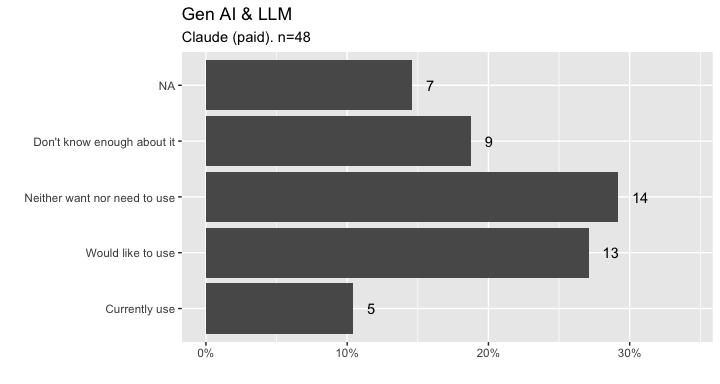 Gen AI & LLM
Claude (paid). n=48
NA 7
Don't know enough about it 9
Neither want nor need to use 14
Would like to use 13
Currently use 5
0% 10% 20% 30%